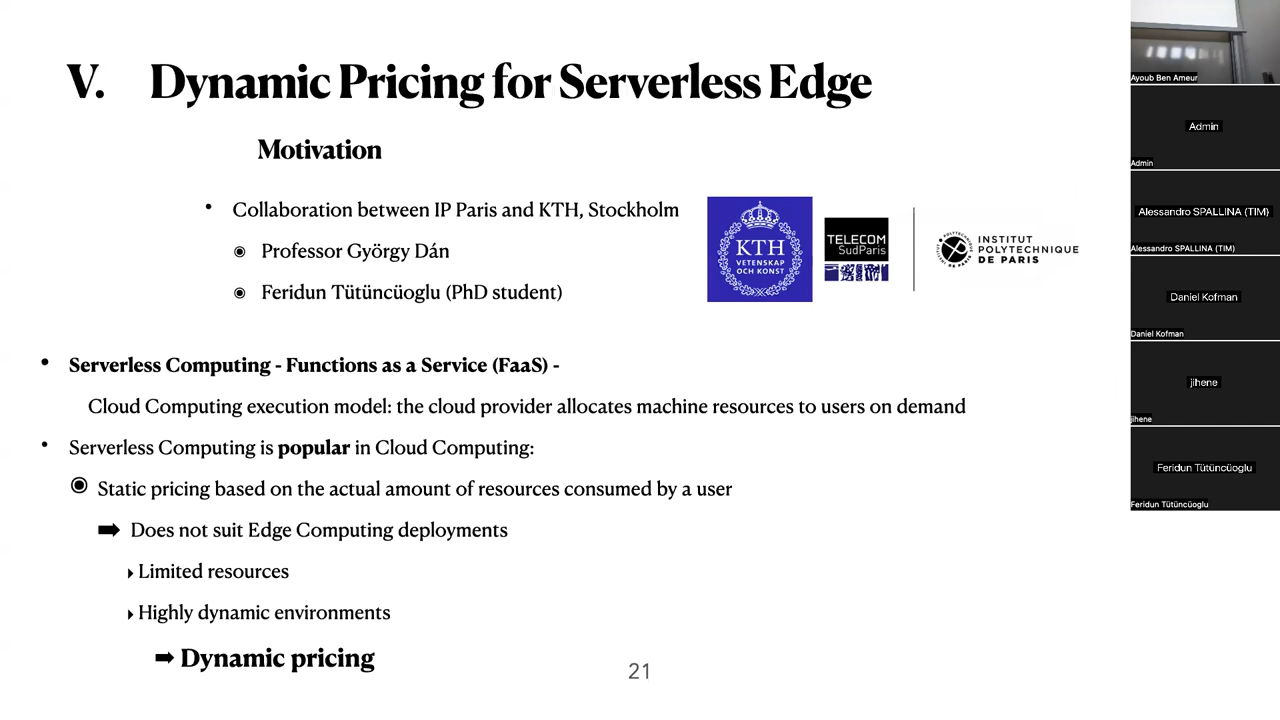 V. Dynamic Pricing for Serverless Edge
Motivation
• Collaboration between IP Paris and KTH, Stockholm
◉ Professor György Dán
◉ Feridun Tütüncüoglu (PhD student)
KTH
VETENSKAP
OCH KONST
TELECOM
SudParis
INSTITUT
POLYTECHNIQUE
DE PARIS
• Serverless Computing - Functions as a Service (FaaS) -
Cloud Computing execution model: the cloud provider allocates machine resources to users on demand
• Serverless Computing is popular in Cloud Computing:
◉ Static pricing based on the actual amount of resources consumed by a user
➡ Does not suit Edge Computing deployments
‣ Limited resources
‣ Highly dynamic environments
➡ Dynamic pricing
21
Ayoub Ben Ameur
Admin
Admin
Alessandro SPALLINA (TIM)
Alessandro SPALLINA (TIM)
Daniel Kofman
Daniel Kofman
jihene
jihene
Feridun Tütüncüoglu
Feridun Tütüncüoglu